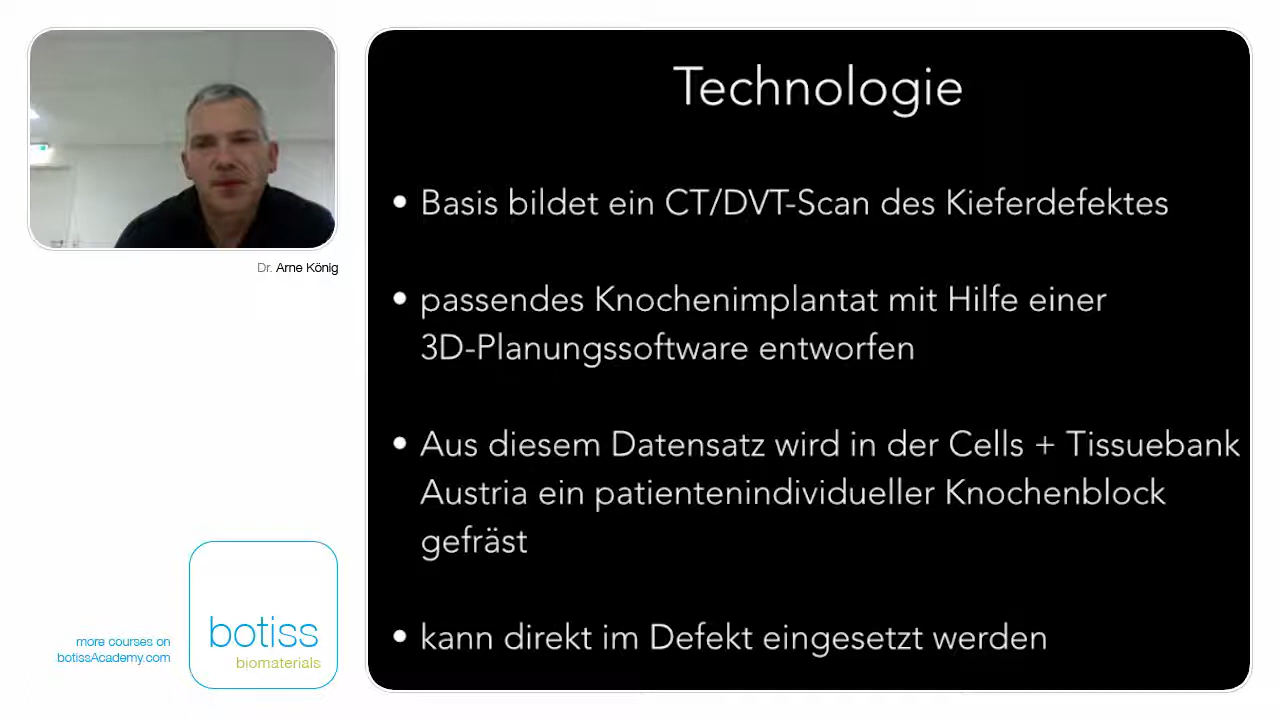 Dr. Arne König
more courses on
botissAcademy.com
botiss
biomaterials
Technologie
• Basis bildet ein CT/DVT-Scan des Kieferdefektes
• passendes Knochenimplantat mit Hilfe einer
3D-Planungssoftware entworfen
• Aus diesem Datensatz wird in der Cells + Tissuebank
Austria ein patientenindividueller Knochenblock
gefräst
• kann direkt im Defekt eingesetzt werden